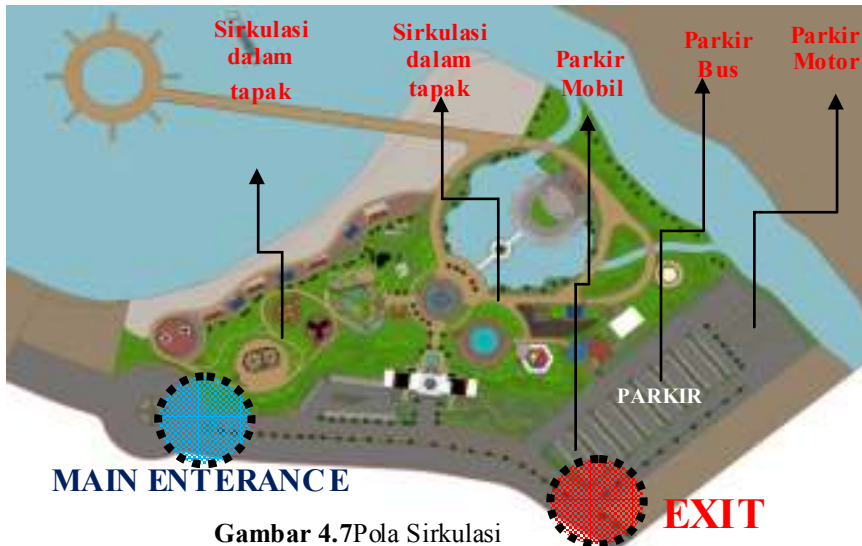 Sirkulasi
dalam
tapak
Sirkulasi
dalam
tapak
Parkir
Mobil
Parkir
Bus
Parkir
Motor
PARKIR
MAIN ENTERANCE
EXIT
Gambar 4.7Pola Sirkulasi